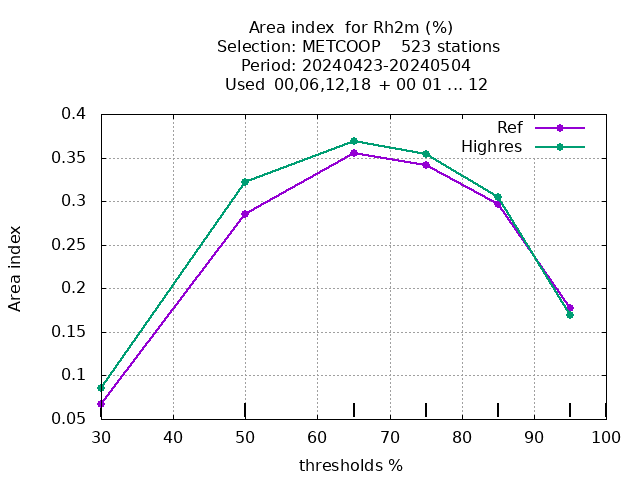 Area index  for Rh2m (%)
Selection: METCOOP    523 stations
Period: 20240423-20240504
Used  00,06,12,18 + 00 01 ... 12
Ref
Highres
0.4
0.35
0.3
0.25
0.2
0.15
0.1
0.05
Area index
30 40 50 60 70 80 90 100
thresholds %